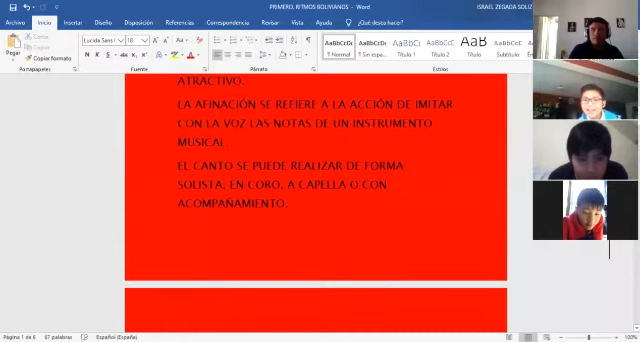 PRIMERO, RITMOS BOLIVIANOS - Word
ISRAEL ZEGADA SOLIZ
Archivo Inicio Insertar Diseño Disposición Referencias Correspondencia Revisar Vista Ayuda ¿Qué desea hacer?
Cortar
Copiar
Pegar
Copiar formato
Lucida Sans 18
N K S
AaBbCcDc AaBbCcDc AaBbCi AaBbCcC AaB AaBbCcC
¶ Normal ¶ Sin espa... Título 1 Título 2 Título Subtítulo
Portapapeles Fuente Párrafo Estilos
ATRACTIVO.
LA AFINACIÓN SE REFIERE A LA ACCIÓN DE IMITAR
CON LA VOZ LAS NOTAS DE UN INSTRUMENTO
MUSICAL.
EL CANTO SE PUEDE REALIZAR DE FORMA
SOLISTA, EN CORO, A CAPELLA O CON
ACOMPAÑAMIENTO.
Página 1 de 6 67 palabras Español (España) 100%